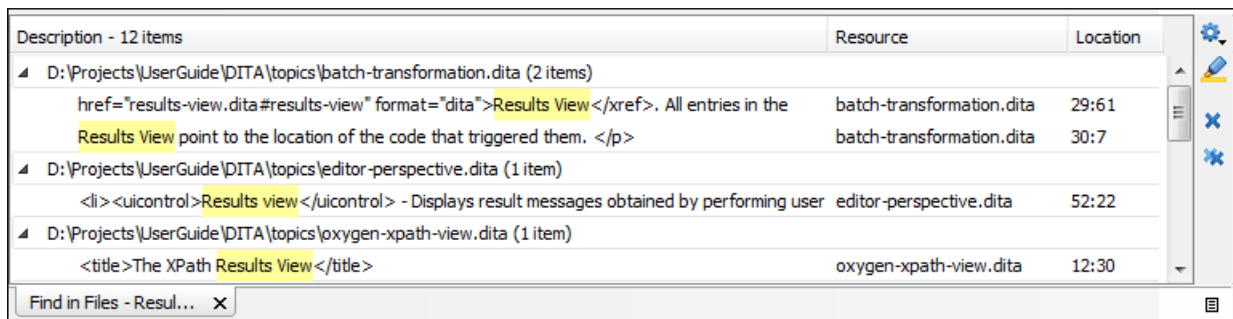 Description - 12 items Resource Location
D:\Projects\UserGuide\DITA\topics\batch-transformation.dita (2 items)
href="results-view.dita#results-view" format="dita">Results View</xref>. All entries in the batch-transformation.dita 29:61
Results View point to the location of the code that triggered them. </p> batch-transformation.dita 30:7
D:\Projects\UserGuide\DITA\topics\editor-perspective.dita (1 item)
<li><uicontrol>Results view</uicontrol> - Displays result messages obtained by performing user editor-perspective.dita 52:22
D:\Projects\UserGuide\DITA\topics\oxygen-xpath-view.dita (1 item)
<title>The XPath Results View</title> oxygen-xpath-view.dita 12:30
Find in Files - Resul...